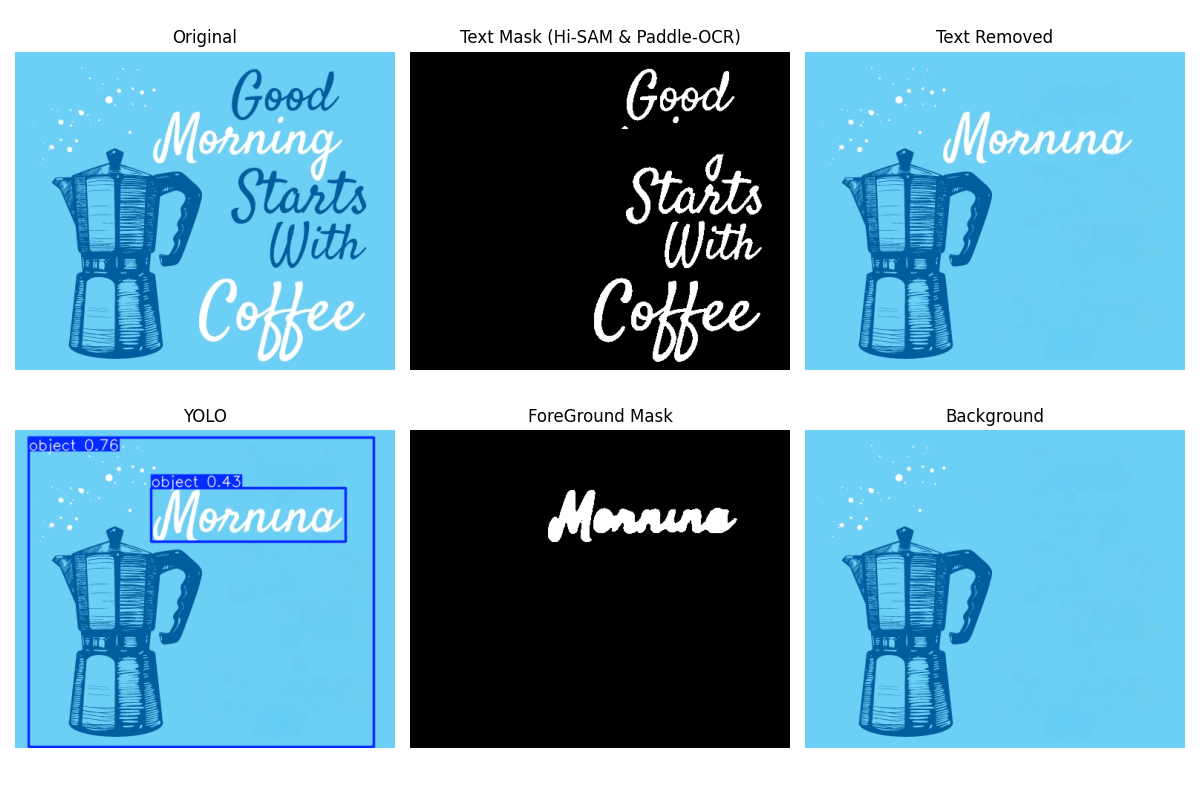 Original
Text Mask (Hi-SAM & Paddle-OCR)
Text Removed
Good
Morning
Starts
With
Coffee
Good
Starts
With
Coffee
Mornina
YOLO
ForeGround Mask
Background
object 0.76
object 0.43
Mornina
Mornina